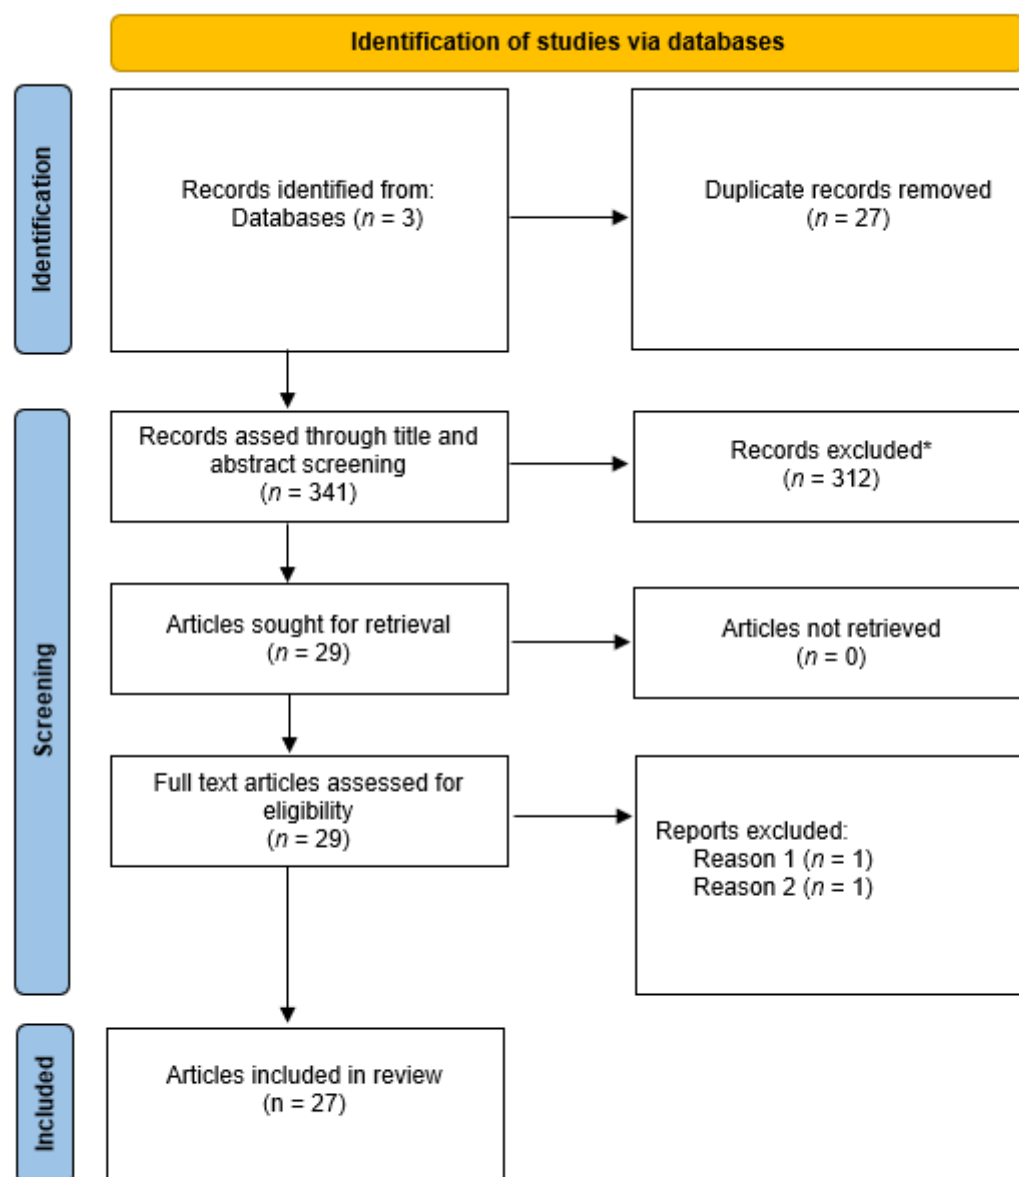 Identification of studies via databases
Identification
Records identified from:
Databases (n = 3)
Duplicate records removed
(n = 27)
Screening
Records assed through title and
abstract screening
(n = 341)
Records excluded*
(n = 312)
Articles sought for retrieval
(n = 29)
Articles not retrieved
(n = 0)
Full text articles assessed for
eligibility
(n = 29)
Reports excluded:
Reason 1 (n = 1)
Reason 2 (n = 1)
Included
Articles included in review
(n = 27)